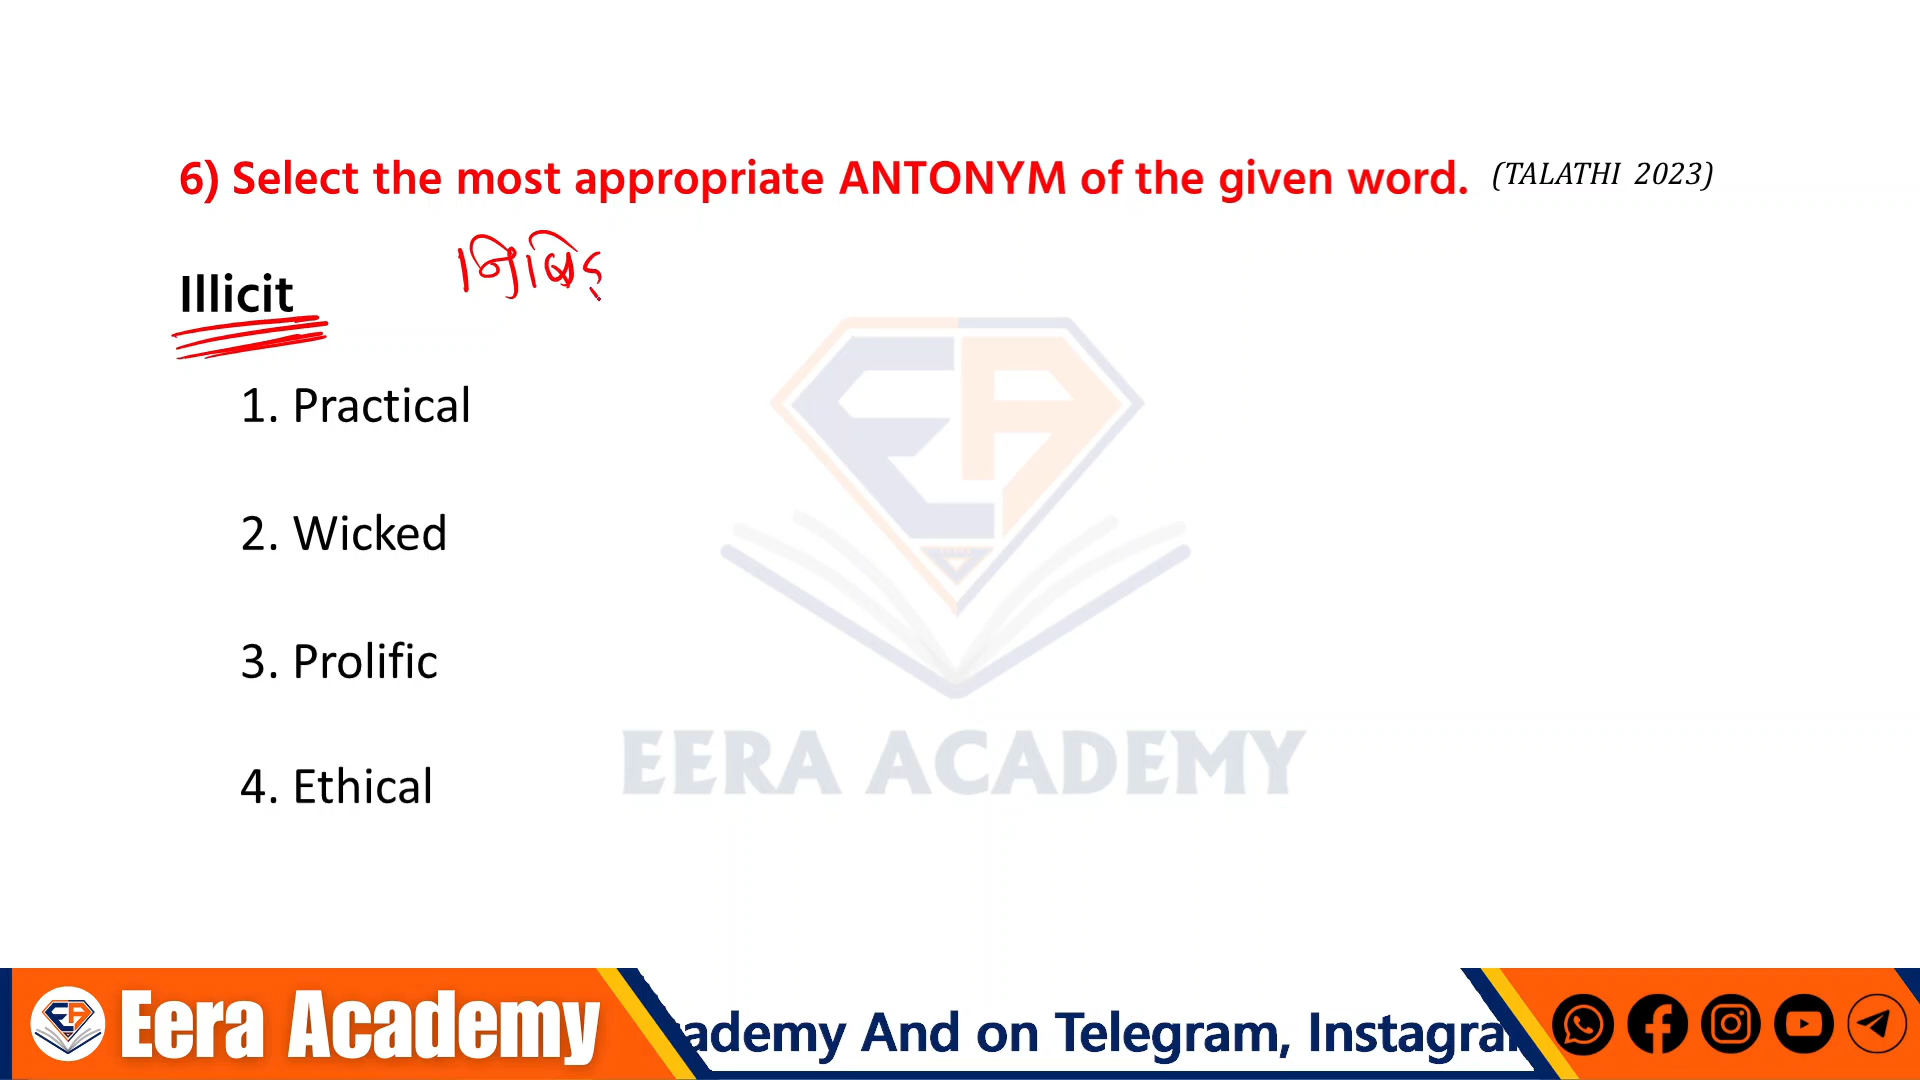 6) Select the most appropriate ANTONYM of the given word. (TALATHI 2023)
Illicit
1. Practical
2. Wicked
3. Prolific
4. Ethical
EERA ACADEMY
Eera Academy
ademy And on Telegram, Instagra